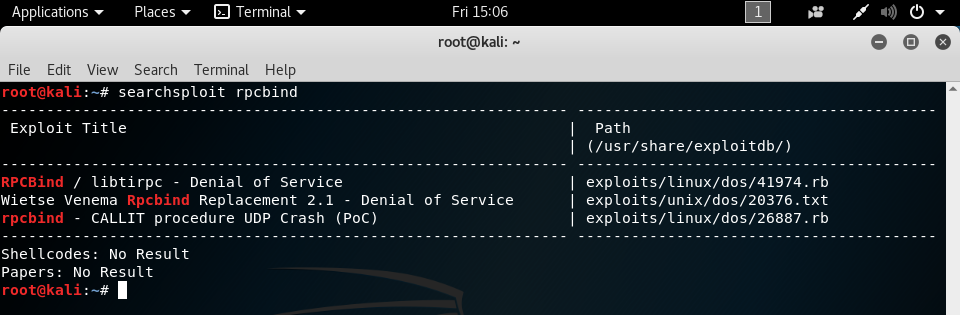 Applications Places Terminal Fri 15:06 1
root@kali: ~
File Edit View Search Terminal Help
root@kali:~# searchsploit rpcbind
--------------------------------------------------------------- ----------------------------------------
 Exploit Title                                                 |  Path
                                                               | (/usr/share/exploitdb/)
--------------------------------------------------------------- ----------------------------------------
RPCBind / libtirpc - Denial of Service                         | exploits/linux/dos/41974.rb
Wietse Venema Rpcbind Replacement 2.1 - Denial of Service      | exploits/unix/dos/20376.txt
rpcbind - CALLIT procedure UDP Crash (PoC)                     | exploits/linux/dos/26887.rb
--------------------------------------------------------------- ----------------------------------------
Shellcodes: No Result
Papers: No Result
root@kali:~#